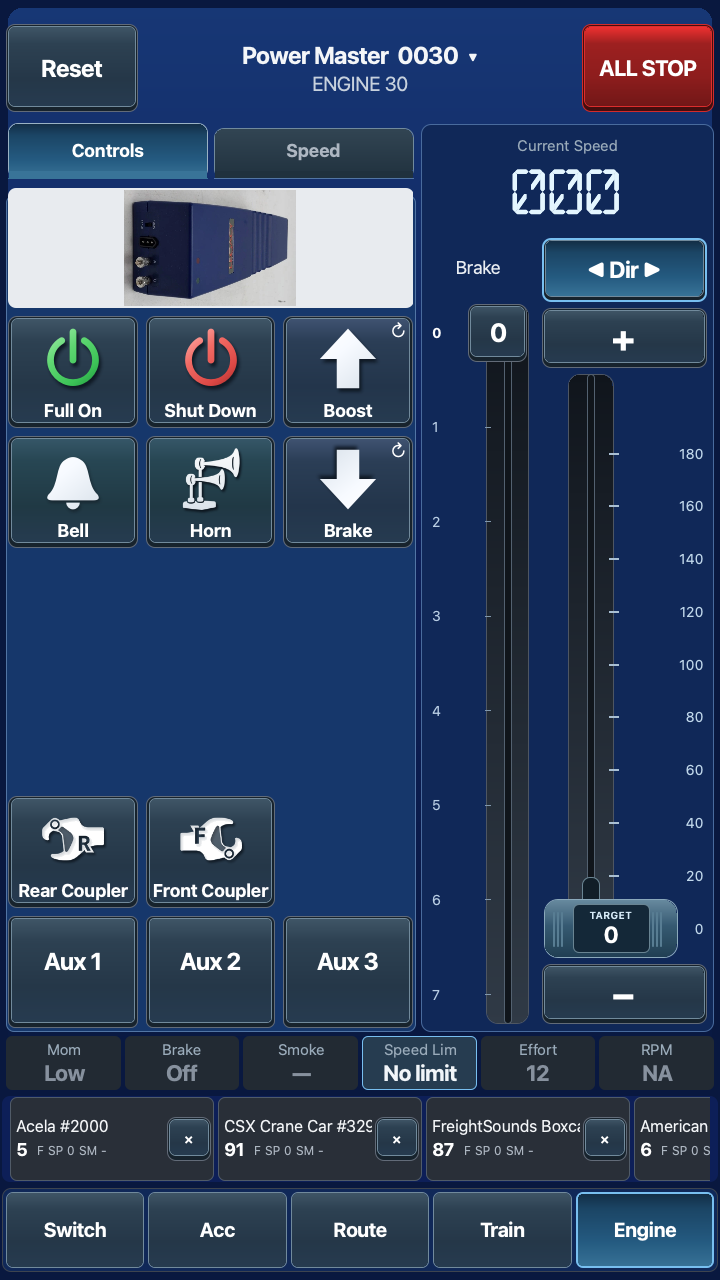 Reset
Power Master 0030 ▼
ENGINE 30
ALL STOP
Controls
Speed
Current Speed
000
Brake
◀ Dir ▶
0
0
+
Full On
Shut Down
Boost
Bell
Horn
Brake
1
2
3
4
5
6
7
180
160
140
120
100
80
60
40
20
0
TARGET
0
−
Rear Coupler
R
Front Coupler
F
Aux 1
Aux 2
Aux 3
Mom
Low
Brake
Off
Smoke
—
Speed Lim
No limit
Effort
12
RPM
NA
Acela #2000
5 F SP 0 SM -
×
CSX Crane Car #329
91 F SP 0 SM -
×
FreightSounds Boxca
87 F SP 0 SM -
×
American
6 F SP 0 S
Switch
Acc
Route
Train
Engine